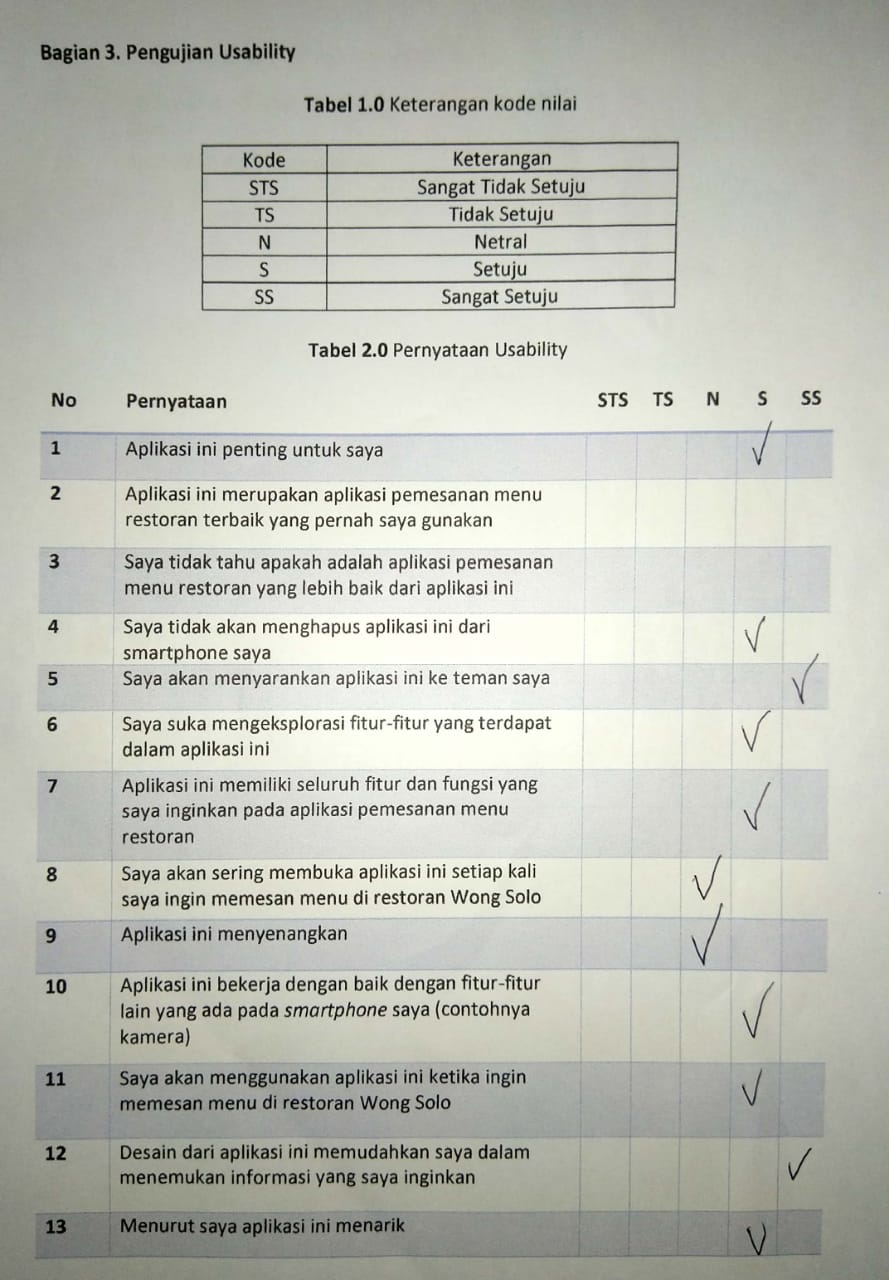 Bagian 3. Pengujian Usability
Tabel 1.0 Keterangan kode nilai
Kode Keterangan
STS Sangat Tidak Setuju
TS Tidak Setuju
N Netral
S Setuju
SS Sangat Setuju
Tabel 2.0 Pernyataan Usability
No Pernyataan STS TS N S SS
1 Aplikasi ini penting untuk saya ✓
2 Aplikasi ini merupakan aplikasi pemesanan menu
restoran terbaik yang pernah saya gunakan
3 Saya tidak tahu apakah adalah aplikasi pemesanan
menu restoran yang lebih baik dari aplikasi ini
4 Saya tidak akan menghapus aplikasi ini dari ✓
smartphone saya
5 Saya akan menyarankan aplikasi ini ke teman saya ✓
6 Saya suka mengeksplorasi fitur-fitur yang terdapat ✓
dalam aplikasi ini
7 Aplikasi ini memiliki seluruh fitur dan fungsi yang ✓
saya inginkan pada aplikasi pemesanan menu
restoran
8 Saya akan sering membuka aplikasi ini setiap kali ✓
saya ingin memesan menu di restoran Wong Solo
9 Aplikasi ini menyenangkan ✓
10 Aplikasi ini bekerja dengan baik dengan fitur-fitur ✓
lain yang ada pada smartphone saya (contohnya
kamera)
11 Saya akan menggunakan aplikasi ini ketika ingin ✓
memesan menu di restoran Wong Solo
12 Desain dari aplikasi ini memudahkan saya dalam ✓
menemukan informasi yang saya inginkan
13 Menurut saya aplikasi ini menarik ✓